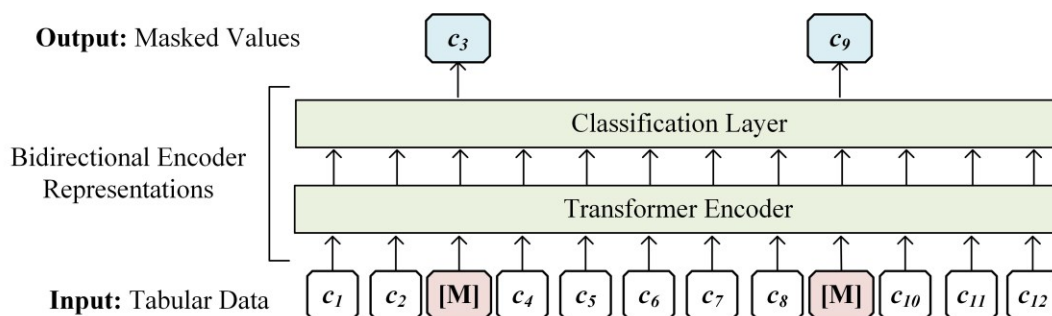 Output: Masked Values c3 c9
Classification Layer
Bidirectional Encoder
Representations
Transformer Encoder
Input: Tabular Data c1 c2 [M] c4 c5 c6 c7 c8 [M] c10 c11 c12